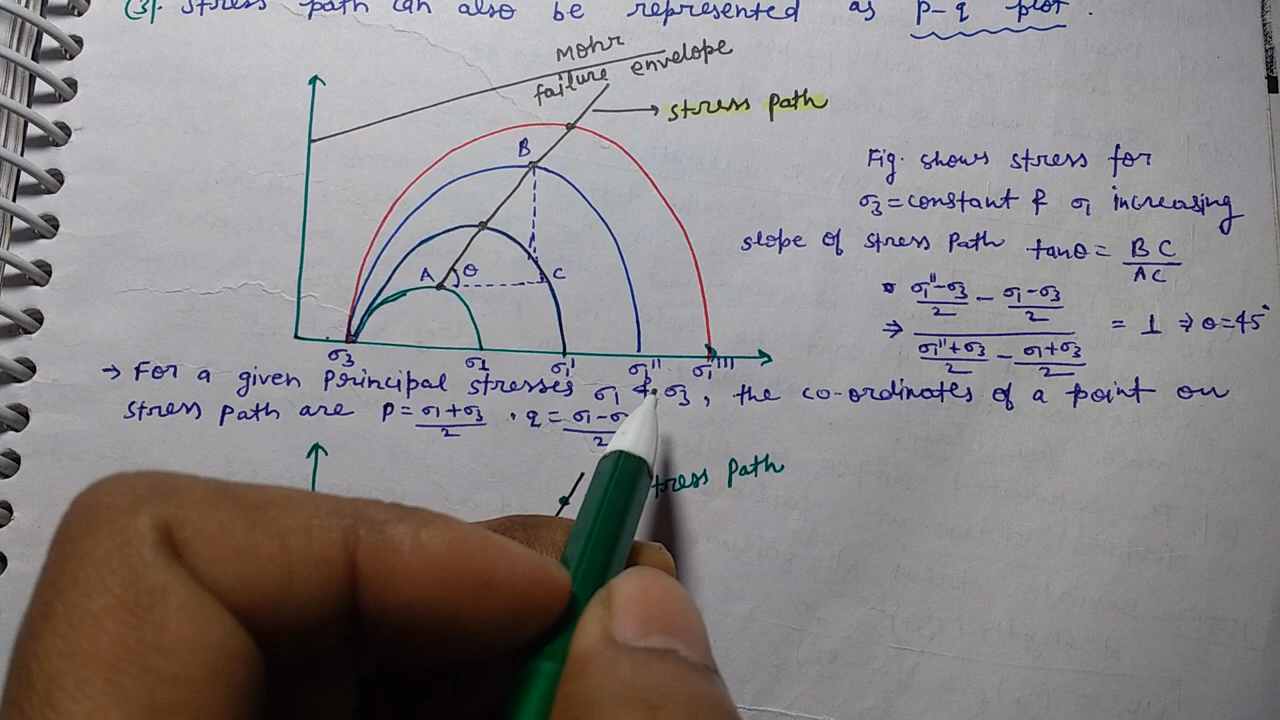 (3). Stress path can also be represented as p-q plot.
Mohr
failure envelope
stress path
B
A
θ
C
σ3
σ1
σ1'
σ1''
σ1'''
Fig. shows stress for
σ3 = constant & σ1 increasing
slope of stress path tanθ = BC/AC
⇒ ((σ1''-σ3)/2 - (σ1-σ3)/2) / ((σ1''+σ3)/2 - (σ1+σ3)/2) = 1 ⇒ θ=45°
→ For a given principal stresses σ1 & σ3, the co-ordinates of a point on
stress path are P = (σ1+σ3)/2 , q = σ1-σ /2
tress path